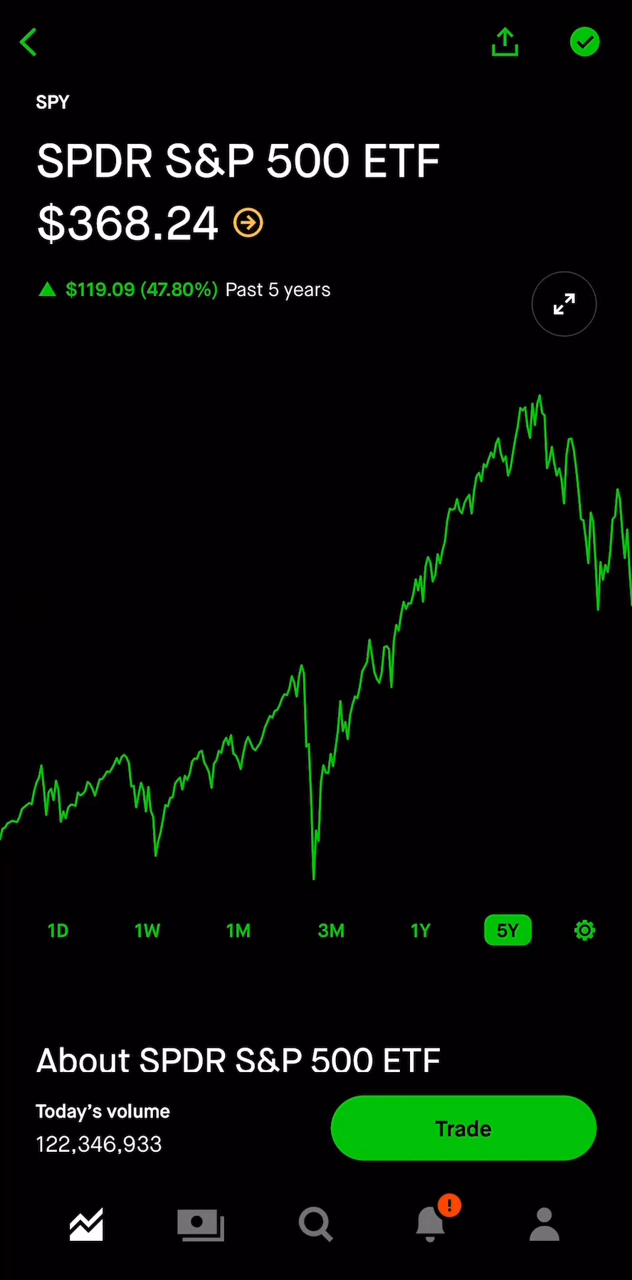 SPY
SPDR S&P 500 ETF
$368.24
$119.09 (47.80%) Past 5 years
1D 1W 1M 3M 1Y 5Y
About SPDR S&P 500 ETF
Today’s volume
122,346,933
Trade
!